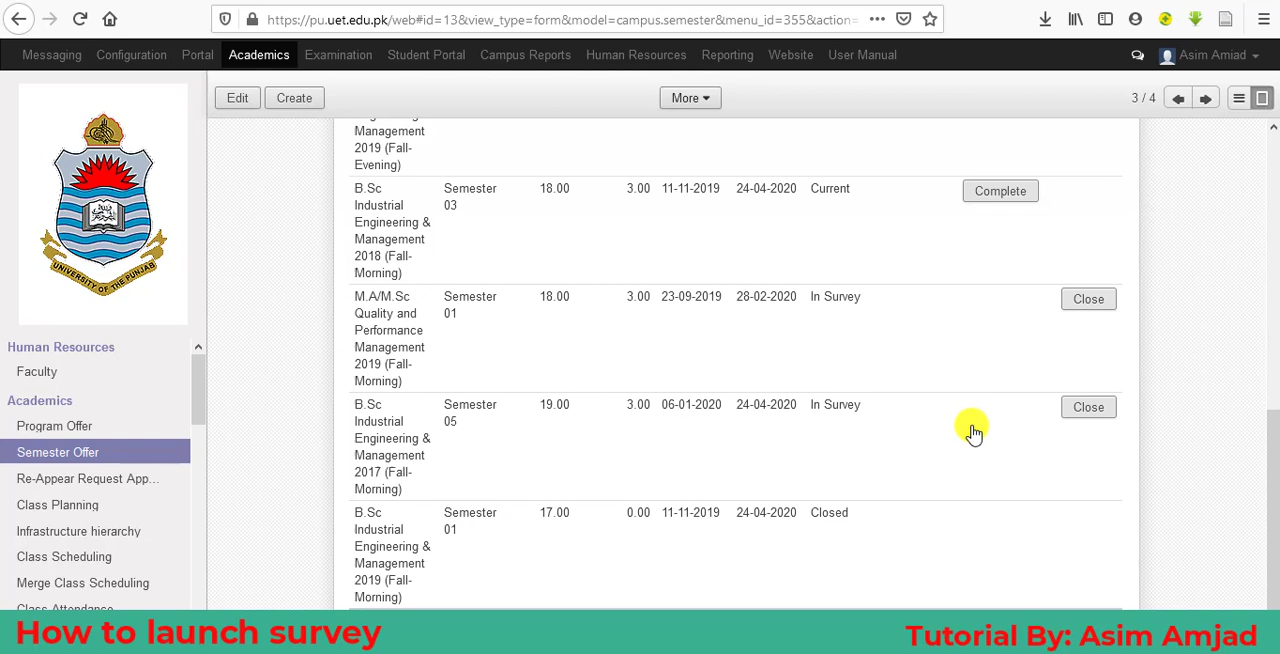 https://pu.uet.edu.pk/web#id=13&view_type=form&model=campus.semester&menu_id=355&action=
Messaging Configuration Portal Academics Examination Student Portal Campus Reports Human Resources Reporting Website User Manual Asim Amjad
Edit Create More 3 / 4
UNIVERSITY OF THE PUNJAB
Human Resources
Faculty
Academics
Program Offer
Semester Offer
Re-Appear Request App...
Class Planning
Infrastructure hierarchy
Class Scheduling
Merge Class Scheduling
Class Attendance
Management
2019 (Fall-
Evening)
B.Sc Semester 18.00 3.00 11-11-2019 24-04-2020 Current Complete
Industrial 03
Engineering &
Management
2018 (Fall-
Morning)
M.A/M.Sc Semester 18.00 3.00 23-09-2019 28-02-2020 In Survey Close
Quality and 01
Performance
Management
2019 (Fall-
Morning)
B.Sc Semester 19.00 3.00 06-01-2020 24-04-2020 In Survey Close
Industrial 05
Engineering &
Management
2017 (Fall-
Morning)
B.Sc Semester 17.00 0.00 11-11-2019 24-04-2020 Closed
Industrial 01
Engineering &
Management
2019 (Fall-
Morning)
How to launch survey
Tutorial By: Asim Amjad